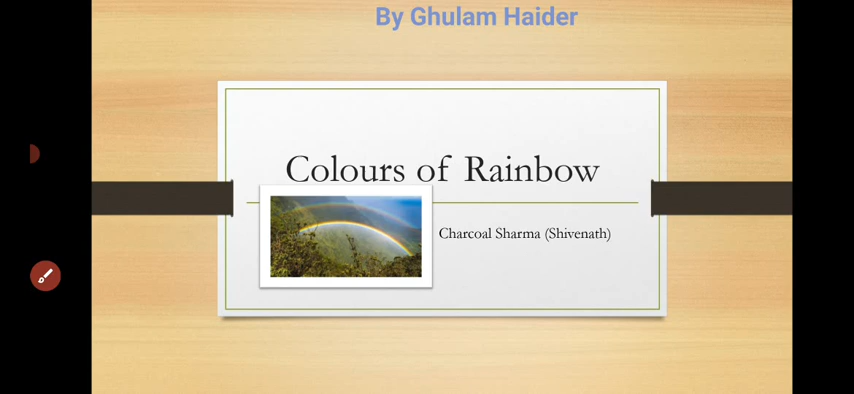 By Ghulam Haider
Colours of Rainbow
Charcoal Sharma (Shivenath)